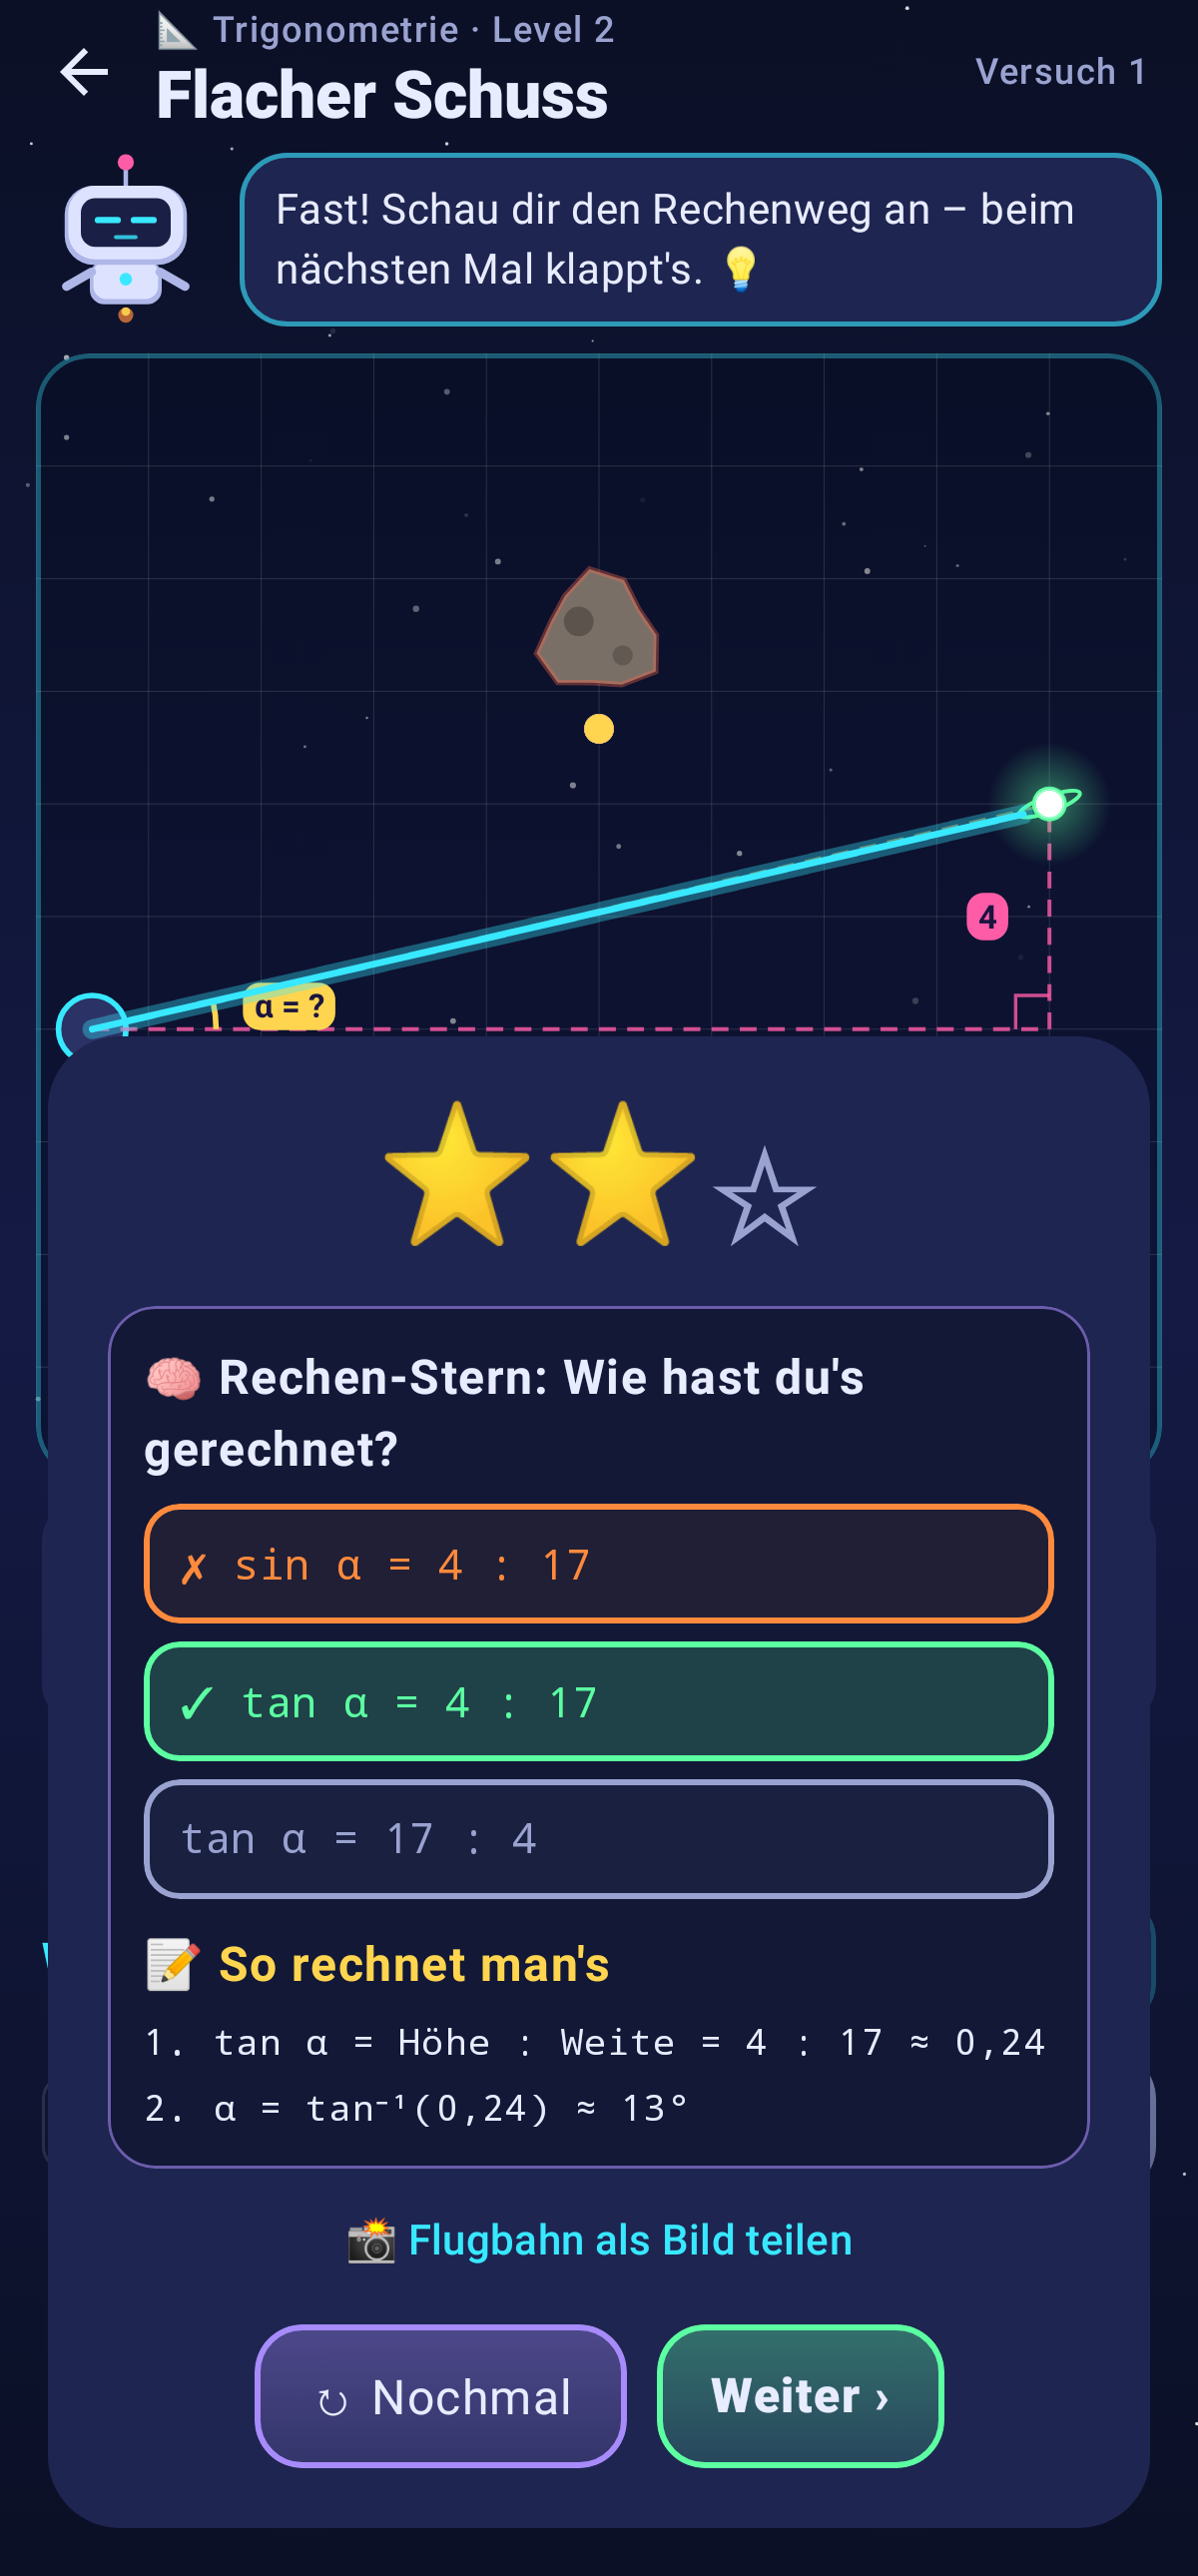 📐 Trigonometrie · Level 2
Flacher Schuss
Versuch 1
Fast! Schau dir den Rechenweg an – beim
nächsten Mal klappt's. 💡
4
α = ?
🧠 Rechen-Stern: Wie hast du's
gerechnet?
✗ sin α = 4 : 17
✓ tan α = 4 : 17
tan α = 17 : 4
📝 So rechnet man's
1. tan α = Höhe : Weite = 4 : 17 ≈ 0,24
2. α = tan⁻¹(0,24) ≈ 13°
📸 Flugbahn als Bild teilen
↻ Nochmal
Weiter ›